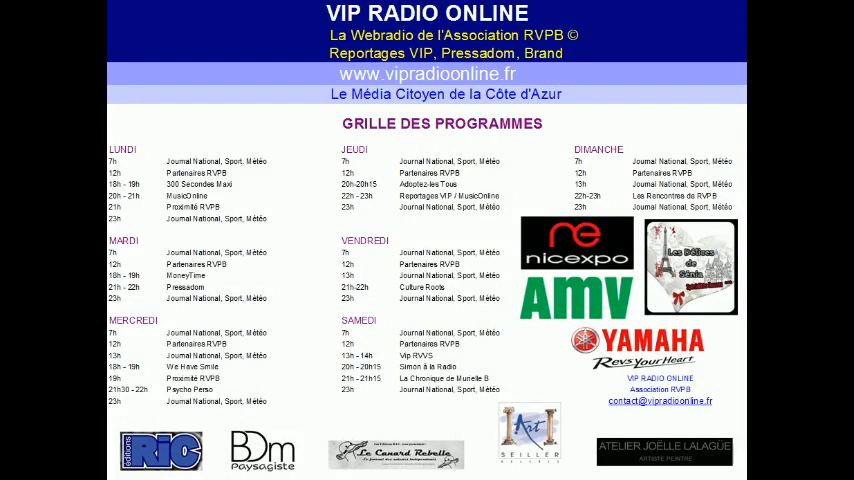 VIP RADIO ONLINE
La Webradio de l'Association RVPB ©
Reportages VIP, Pressadom, Brand
www.vipradioonline.fr
Le Média Citoyen de la Côte d'Azur
GRILLE DES PROGRAMMES
LUNDI
7h Journal National, Sport, Météo
12h Partenaires RVPB
18h - 19h 300 Secondes Maxi
20h - 21h MusicOnline
21h Proximité RVPB
23h Journal National, Sport, Météo
MARDI
7h Journal National, Sport, Météo
12h Partenaires RVPB
18h - 19h MoneyTime
21h - 22h Pressadom
23h Journal National, Sport, Météo
MERCREDI
7h Journal National, Sport, Météo
12h Partenaires RVPB
13h Journal National, Sport, Météo
18h - 19h We Have Smile
19h Proximité RVPB
21h30 - 22h Psycho Perso
23h Journal National, Sport, Météo
JEUDI
7h Journal National, Sport, Météo
12h Partenaires RVPB
20h-20h15 Adoptez-les Tous
22h - 23h Reportages VIP / MusicOnline
23h Journal National, Sport, Météo
VENDREDI
7h Journal National, Sport, Météo
12h Partenaires RVPB
13h Journal National, Sport, Météo
21h-22h Culture Roots
23h Journal National, Sport, Météo
SAMEDI
7h Journal National, Sport, Météo
12h Partenaires RVPB
13h - 14h Vip RVVS
20h - 20h15 Simon à la Radio
21h - 21h15 La Chronique de Murielle B
23h Journal National, Sport, Météo
DIMANCHE
7h Journal National, Sport, Météo
12h Partenaires RVPB
13h Journal National, Sport, Météo
22h-23h Les Rencontres de RVPB
23h Journal National, Sport, Météo
nicexpo
Les Délices
de
Sénia
AMV
YAMAHA
Revs Your Heart
VIP RADIO ONLINE
Association RVPB
contact@vipradioonline.fr
éditions
RIC
BDm
Paysagiste
Le Canard Rebelle
Art
SEILLER
GALERIE
ATELIER JOËLLE LALAGÜE
ARTISTE PEINTRE